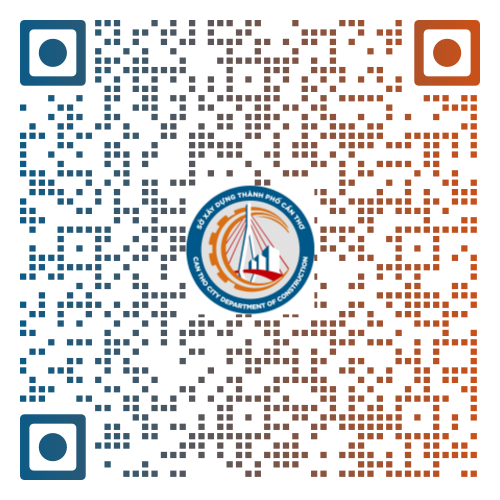 SỞ XÂY DỰNG THÀNH PHỐ CẦN THƠ
CAN THO CITY DEPARTMENT OF CONSTRUCTION